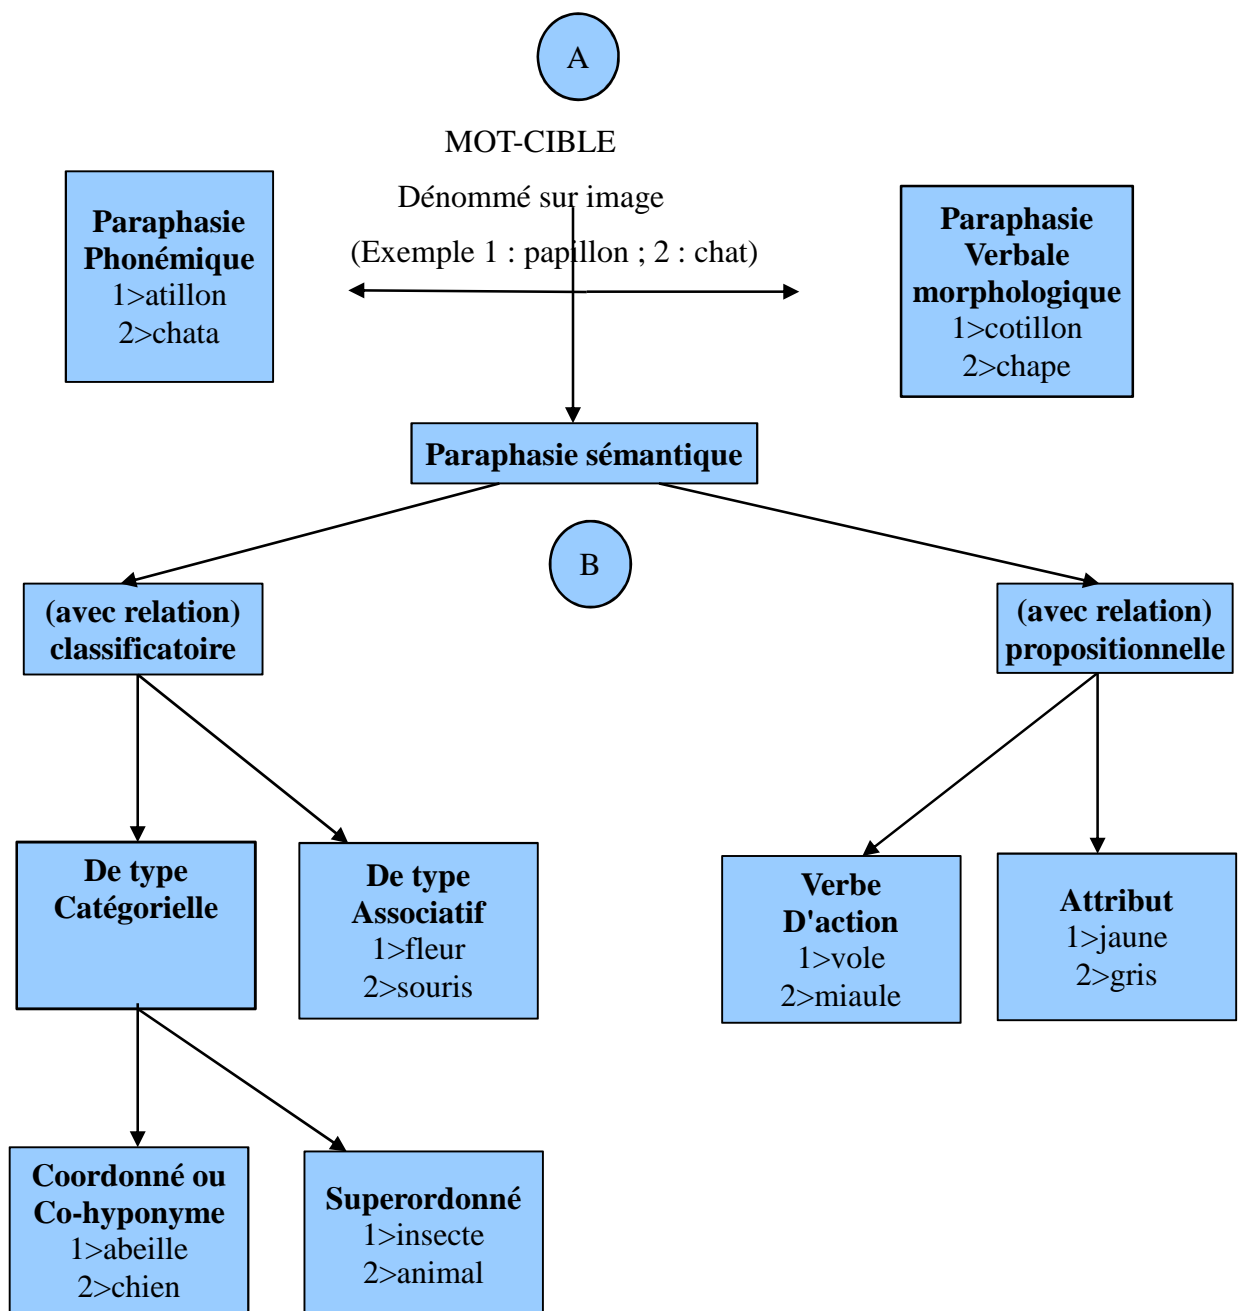 A
MOT-CIBLE
Dénommé sur image
(Exemple 1 : papillon ; 2 : chat)
Paraphasie
Phonémique
1>atillon
2>chata
Paraphasie
Verbale
morphologique
1>cotillon
2>chape
Paraphasie sémantique
B
(avec relation)
classificatoire
(avec relation)
propositionnelle
De type
Catégorielle
De type
Associatif
1>fleur
2>souris
Verbe
D'action
1>vole
2>miaule
Attribut
1>jaune
2>gris
Coordonné ou
Co-hyponyme
1>abeille
2>chien
Superordonné
1>insecte
2>animal